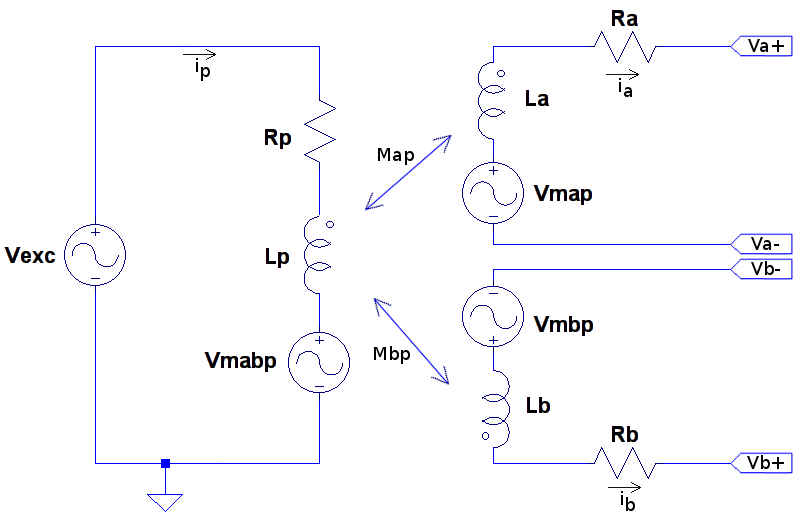 Ra
Va+
ip
ia
La
Rp
Map
Vmap
Vexc
Lp
Va-
Vb-
Vmbp
Vmabp
Mbp
Lb
Rb
Vb+
ib